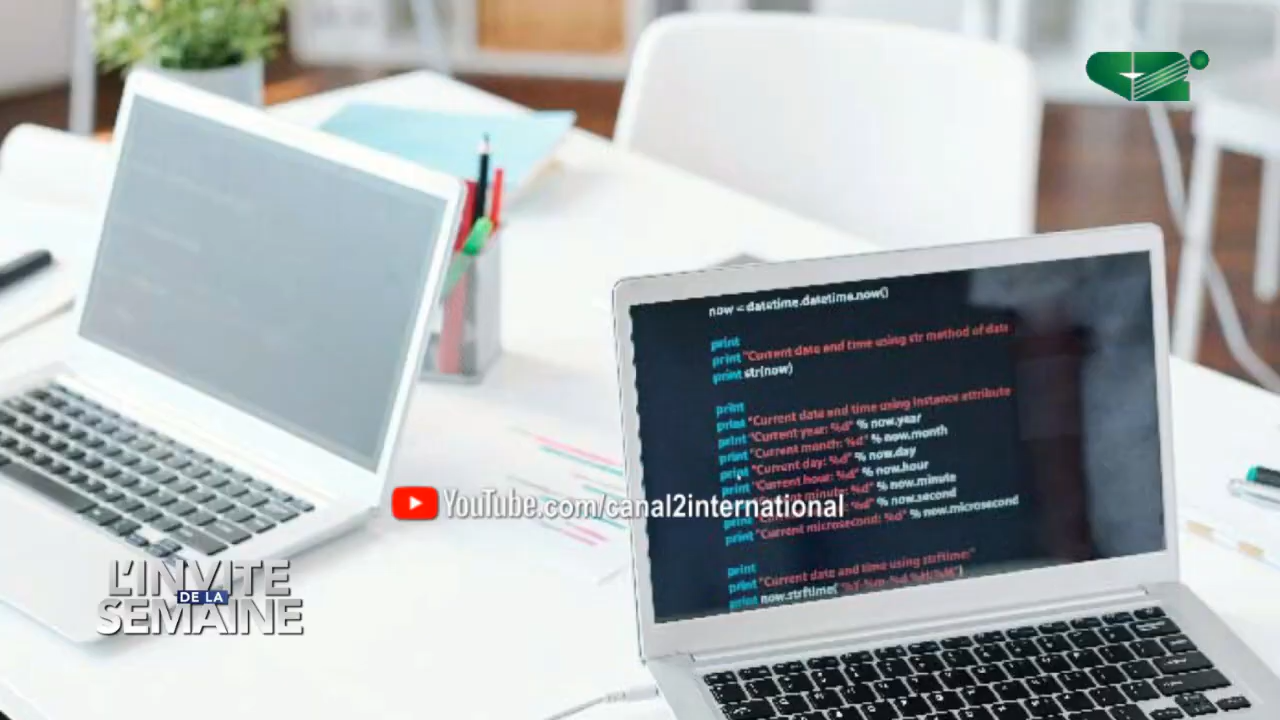 now = datetime.datetime.now()
print
print "Current date and time using str method of date
print str(now)
print
print "Current date and time using instance attribute
print "Current year: %d" % now.year
print "Current month: %d" % now.month
print "Current day: %d" % now.day
print "Current hour: %d" % now.hour
print "Current minute: %d" % now.minute
print "Current second: %d" % now.second
print "Current microsecond: %d" % now.microsecond
print
print "Current date and time using strftime:"
print now.strftime(
YouTube.com/canal2international
L'INVITE
DE LA
SEMAINE